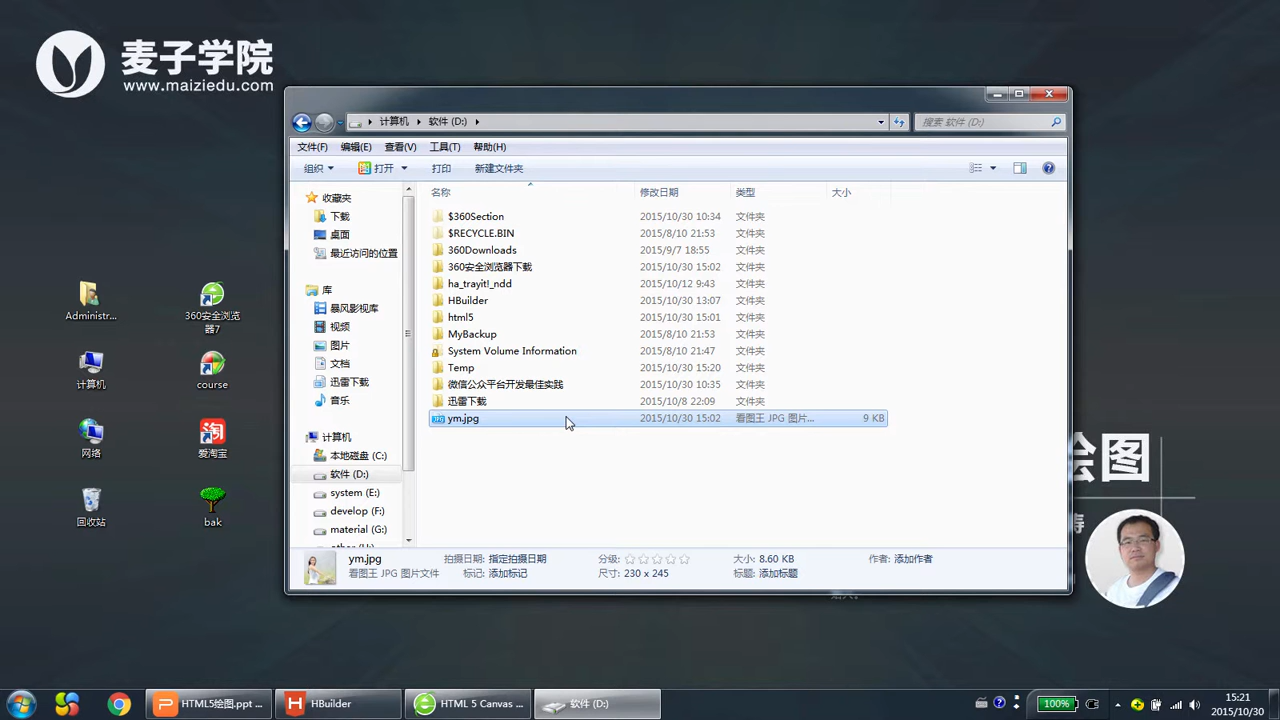 麦子学院
www.maiziedu.com
计算机 软件 (D:)
搜索 软件 (D:)
文件(F) 编辑(E) 查看(V) 工具(T) 帮助(H)
组织 打开 打印 新建文件夹
名称 修改日期 类型 大小
收藏夹
下载
桌面
最近访问的位置
库
暴风影视库
视频
图片
文档
迅雷下载
音乐
计算机
本地磁盘 (C:)
软件 (D:)
system (E:)
develop (F:)
material (G:)
$360Section 2015/10/30 10:34 文件夹
$RECYCLE.BIN 2015/8/10 21:53 文件夹
360Downloads 2015/9/7 18:55 文件夹
360安全浏览器下载 2015/10/30 15:02 文件夹
ha_trayit!_ndd 2015/10/12 9:43 文件夹
HBuilder 2015/10/30 13:07 文件夹
html5 2015/10/30 15:01 文件夹
MyBackup 2015/8/10 21:53 文件夹
System Volume Information 2015/8/10 21:47 文件夹
Temp 2015/10/30 15:20 文件夹
微信公众平台开发最佳实践 2015/10/30 10:35 文件夹
迅雷下载 2015/10/8 22:09 文件夹
ym.jpg 2015/10/30 15:02 看图王 JPG 图片... 9 KB
ym.jpg 拍摄日期: 指定拍摄日期 分级: 大小: 8.60 KB 作者: 添加作者
看图王 JPG 图片文件 标记: 添加标记 尺寸: 230 x 245 标题: 添加标题
Administr...
360安全浏览
器7
计算机
course
网络
爱淘宝
回收站
bak
绘图
HTML5绘图.ppt ...
HBuilder
HTML 5 Canvas ...
软件 (D:)
100%
15:21
2015/10/30